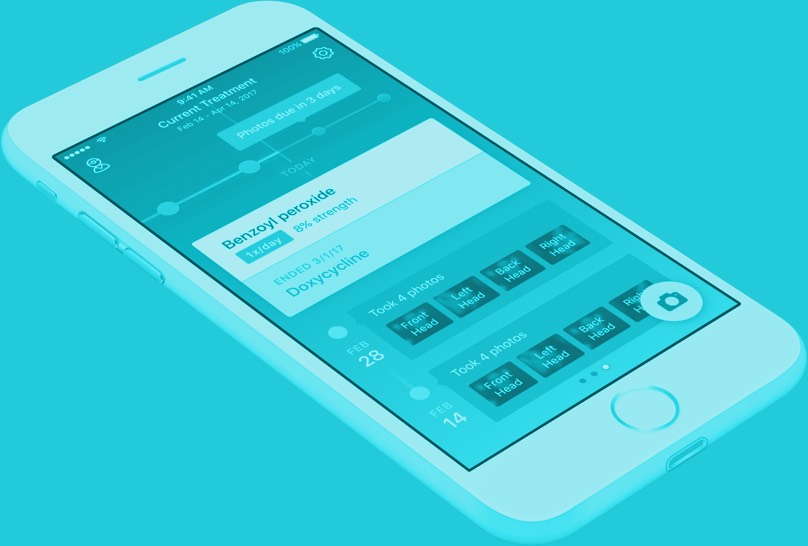 9:41 AM
100%
Current Treatment
Feb 14 - Apr 14, 2017
Photos due in 3 days
TODAY
Benzoyl peroxide
1x/day
8% strength
ENDED 3/1/17
Doxycycline
FEB
28
Took 4 photos
Front
Head
Left
Head
Back
Head
Right
Head
FEB
14
Took 4 photos
Front
Head
Left
Head
Back
Head
Right